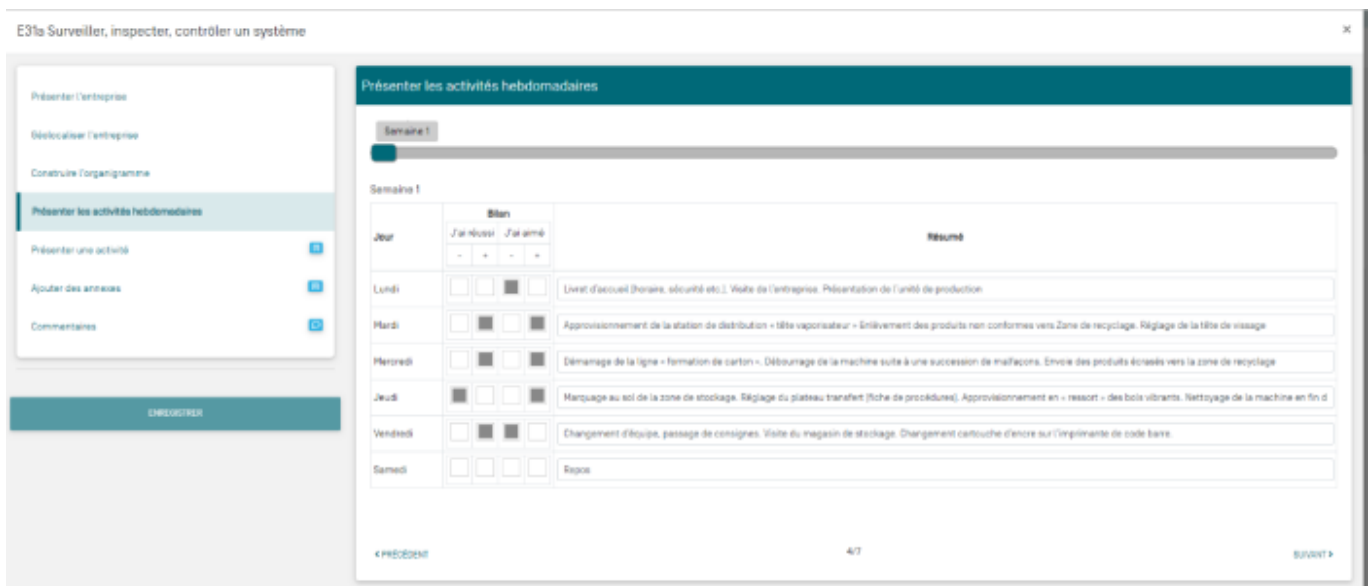 E31a Surveiller, inspecter, contrôler un système
×
Présenter l'entreprise
Géolocaliser l'entreprise
Construire l'organigramme
Présenter les activités hebdomadaires
Présenter une activité
Ajouter des annexes
Commentaires
ENREGISTRER
Présenter les activités hebdomadaires
Semaine 1
Semaine 1
Jour
Bilan
Résumé
J'ai réussi J'ai aimé
- + - +
Lundi Livret d'accueil (horaire, sécurité etc.). Visite de l'entreprise. Présentation de l'unité de production
Mardi Approvisionnement de la station de distribution « tête vaporisateur » Enlèvement des produits non conformes vers Zone de recyclage. Réglage de la tête de vissage
Mercredi Démarrage de la ligne « formation de carton ». Débourrage de la machine suite à une succession de malfaçons. Envoie des produits écrasés vers la zone de recyclage
Jeudi Marquage au sol de la zone de stockage. Réglage du plateau transfert (fiche de procédures). Approvisionnement en « ressort » des bols vibrants. Nettoyage de la machine en fin d
Vendredi Changement d'équipe, passage de consignes. Visite du magasin de stockage. Changement cartouche d'encre sur l'imprimante de code barre.
Samedi Repos
< PRÉCÉDENT 4/7 SUIVANT >